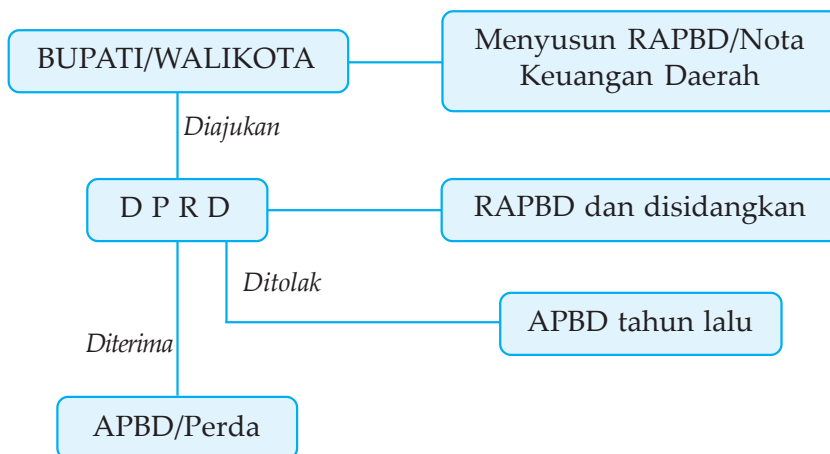 BUPATI/WALIKOTA
Menyusun RAPBD/Nota
Keuangan Daerah
Diajukan
D P R D
RAPBD dan disidangkan
Ditolak
APBD tahun lalu
Diterima
APBD/Perda